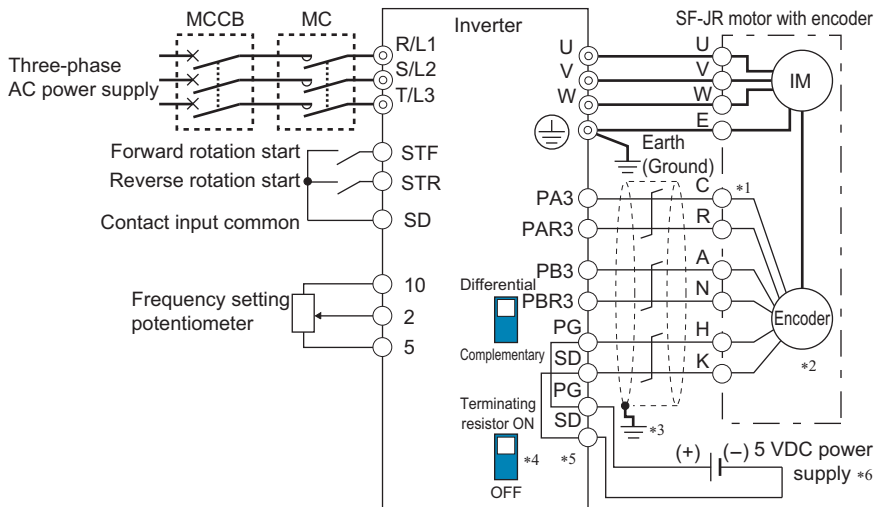 MCCB
MC
Inverter
SF-JR motor with encoder
Three-phase
AC power supply
R/L1
S/L2
T/L3
U
V
W
U
V
W
E
IM
Earth
(Ground)
Forward rotation start
Reverse rotation start
Contact input common
STF
STR
SD
Frequency setting
potentiometer
10
2
5
PA3
PAR3
PB3
PBR3
PG
SD
PG
SD
C
*1
R
A
N
H
K
Encoder
*2
Differential
Complementary
Terminating
resistor ON
*4
OFF
*5
*3
(+)
(−)
5 VDC power
supply *6